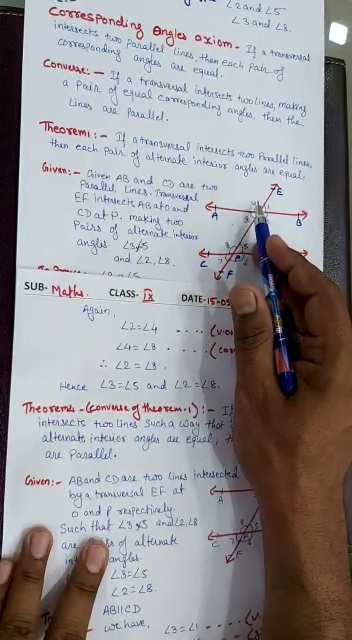 ∠2 and ∠5
∠3 and ∠8.
Corresponding Angles axiom - If a transversal
intersects two parallel lines, then each pair of
corresponding angles are equal.
Converse:- If a transversal intersects two lines, making
a pair of equal corresponding angles, then the
lines are parallel.
Theorem1:- If a transversal intersects two Parallel lines,
then each pair of alternate interior angles are equal.
Given:- Given AB and CD are two
Parallel Lines. Transversal
EF intersects AB at O and
CD at P. making two
Pairs of alternate interior
angles. ∠3,∠5
and ∠2, ∠8.
E
A
B
C
P
F
SUB- Maths. CLASS- IX DATE-15-05
Again,
∠2=∠4 .... (V.O
∠4 = ∠8 .... (co
∴ ∠2 = ∠8
Hence ∠3=∠5 and ∠2=∠8.
Theorem - (converse of theorem-1):- If
intersects two lines such a way that
alternate interior angles are equal, t
are Parallel.
Given:- AB and CD are two lines intersected
by a transversal EF at
O and P respectively.
Such that ∠3,∠5 and ∠2,∠8
are of alternate
angles.
∠3=∠5
∠2=∠8.
A
C
F
AB||CD
we have, ∠3=∠1